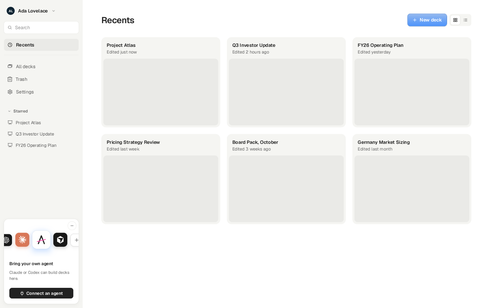 AL Ada Lovelace
Search
Recents
All decks
Trash
Settings
Starred
Project Atlas
Q3 Investor Update
FY26 Operating Plan
Bring your own agent
Claude or Codex can build decks
here.
Connect an agent
Recents
+ New deck
Project Atlas
Edited just now
Q3 Investor Update
Edited 2 hours ago
FY26 Operating Plan
Edited yesterday
Pricing Strategy Review
Edited last week
Board Pack, October
Edited 3 weeks ago
Germany Market Sizing
Edited last month